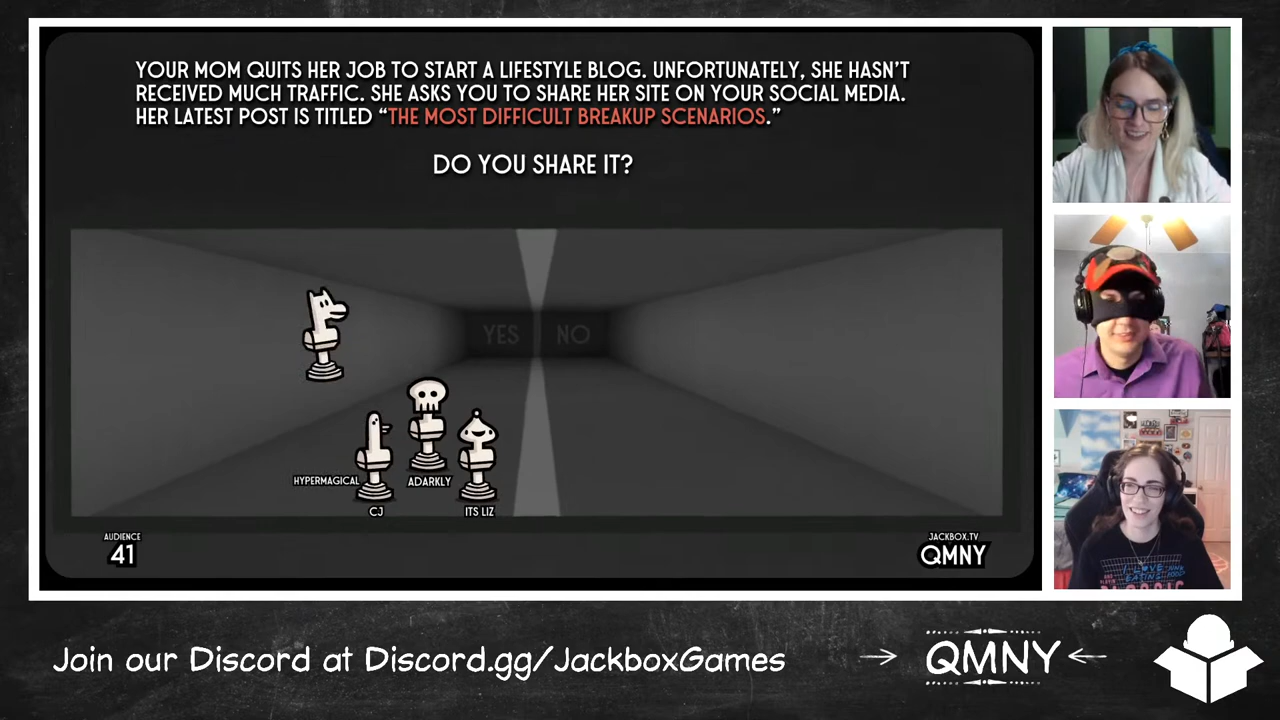 YOUR MOM QUITS HER JOB TO START A LIFESTYLE BLOG. UNFORTUNATELY, SHE HASN'T
RECEIVED MUCH TRAFFIC. SHE ASKS YOU TO SHARE HER SITE ON YOUR SOCIAL MEDIA.
HER LATEST POST IS TITLED “THE MOST DIFFICULT BREAKUP SCENARIOS.”
DO YOU SHARE IT?
YES NO
HYPERMAGICAL
ADARKLY
CJ
ITS LIZ
AUDIENCE
41
JACKBOX.TV
QMNY
I LOVE
EATING
Join our Discord at Discord.gg/JackboxGames
QMNY